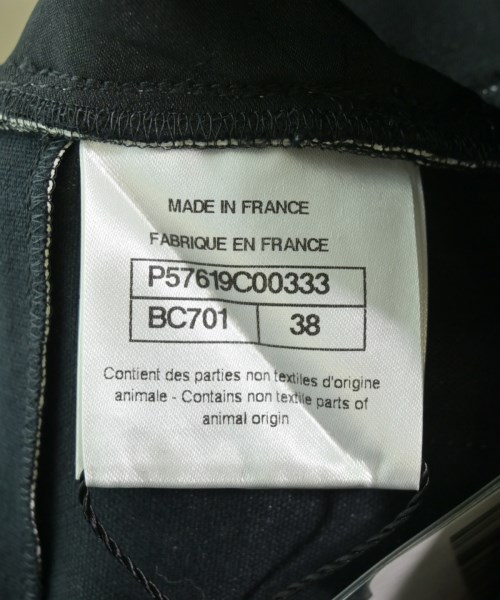 MADE IN FRANCE
FABRIQUE EN FRANCE
P57619C00333
BC701 38
Contient des parties non textiles d'origine
animale - Contains non textile parts of
animal origin